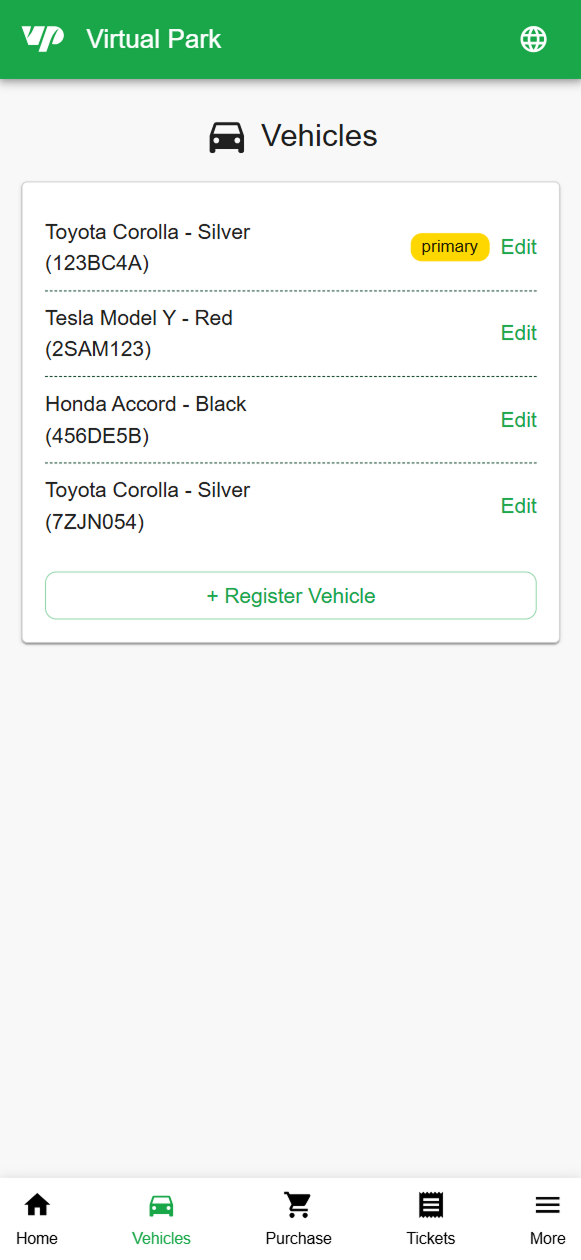 VP Virtual Park
Vehicles
Toyota Corolla - Silver
(123BC4A)
primary Edit
Tesla Model Y - Red
(2SAM123)
Edit
Honda Accord - Black
(456DE5B)
Edit
Toyota Corolla - Silver
(7ZJN054)
Edit
+ Register Vehicle
Home Vehicles Purchase Tickets More